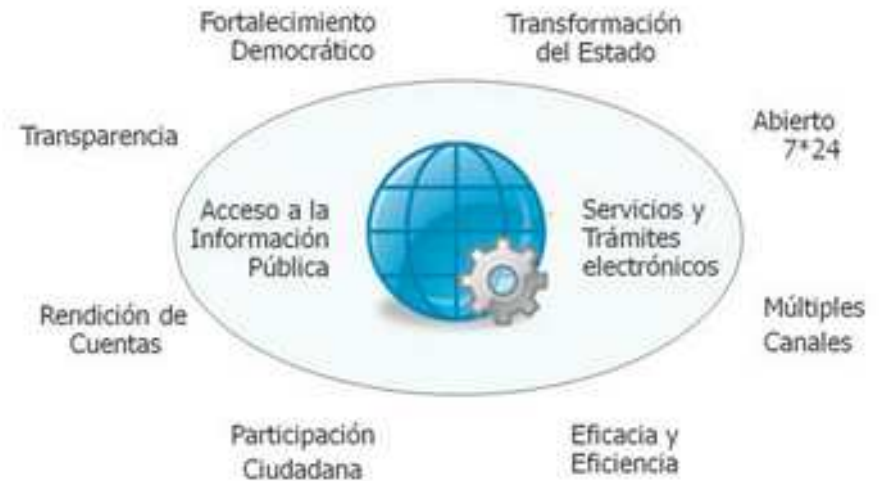 Fortalecimiento
Democrático
Transformación
del Estado
Transparencia
Abierto
7*24
Acceso a la
Información
Pública
Servicios y
Trámites
electrónicos
Rendición de
Cuentas
Múltiples
Canales
Participación
Ciudadana
Eficacia y
Eficiencia